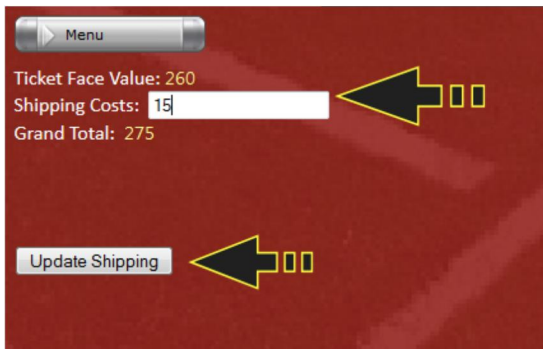 Menu
Ticket Face Value: 260
Shipping Costs: 15
Grand Total: 275
Update Shipping